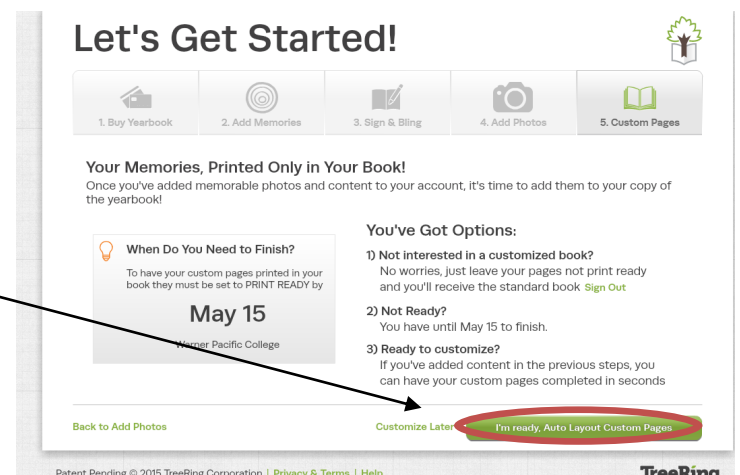 Let's Get Started!
1. Buy Yearbook
2. Add Memories
3. Sign & Bling
4. Add Photos
5. Custom Pages
Your Memories, Printed Only in Your Book!
Once you've added memorable photos and content to your account, it's time to add them to your copy of
the yearbook!
When Do You Need to Finish?
To have your custom pages printed in your
book they must be set to PRINT READY by
May 15
Warner Pacific College
You've Got Options:
1) Not interested in a customized book?
No worries, just leave your pages not print ready
and you'll receive the standard book Sign Out
2) Not Ready?
You have until May 15 to finish.
3) Ready to customize?
If you've added content in the previous steps, you
can have your custom pages completed in seconds
Back to Add Photos
Customize Later
I'm ready, Auto Layout Custom Pages
Patent Pending © 2015 TreeRing Corporation | Privacy & Terms | Help
TreeRing